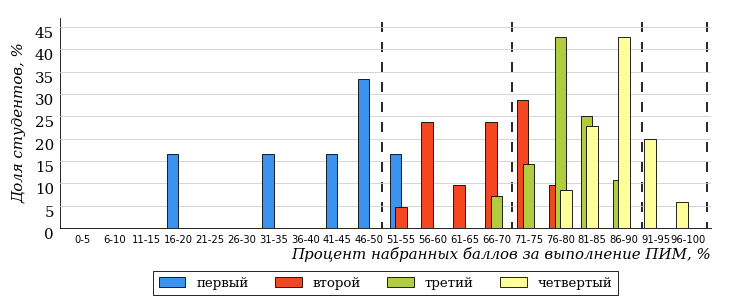 Доля студентов, %
45
40
35
30
25
20
15
10
5
0
0-5 6-10 11-15 16-20 21-25 26-30 31-35 36-40 41-45 46-50 51-55 56-60 61-65 66-70 71-75 76-80 81-85 86-90 91-95 96-100
Процент набранных баллов за выполнение ПИМ, %
первый второй третий четвертый